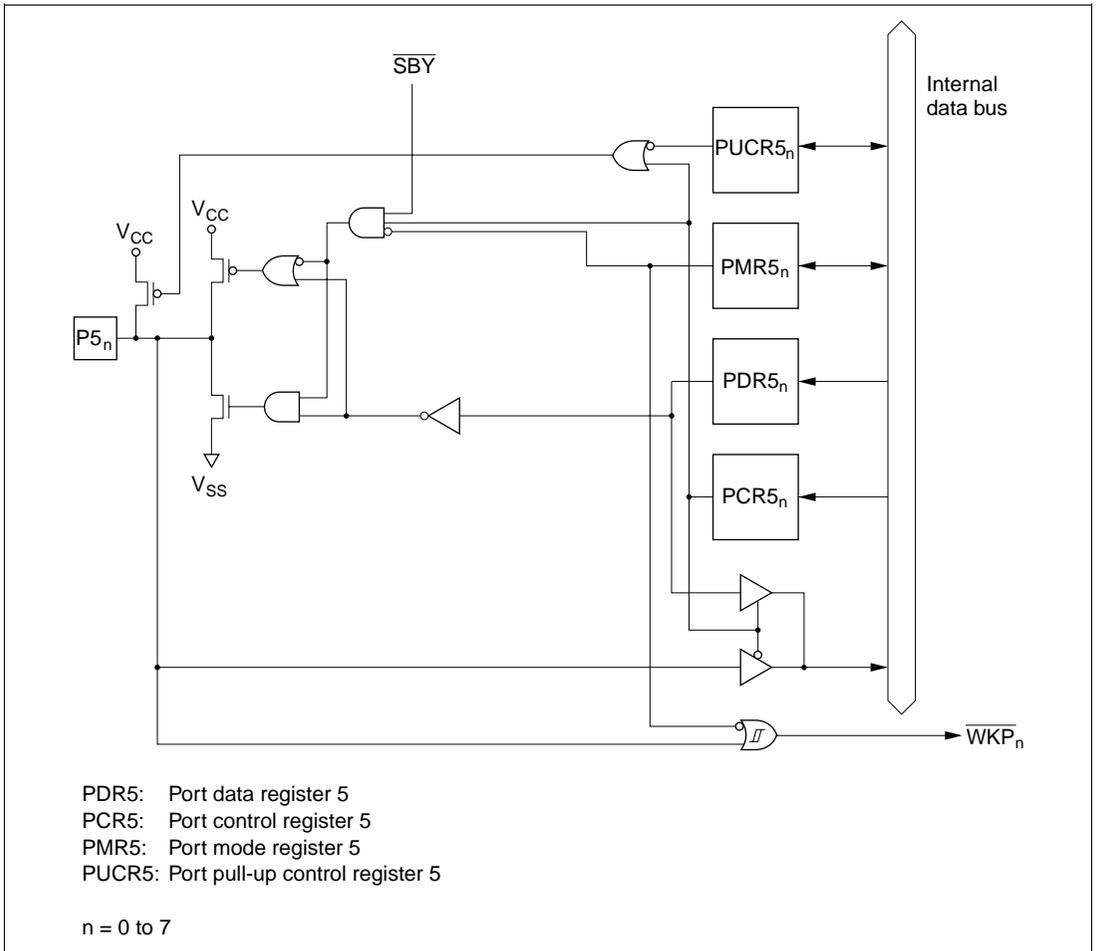 SBY
Internal
data bus
PUCR5n
VCC
VCC
PMR5n
P5n
PDR5n
VSS
PCR5n
WKPn
PDR5: Port data register 5
PCR5: Port control register 5
PMR5: Port mode register 5
PUCR5: Port pull-up control register 5
n = 0 to 7